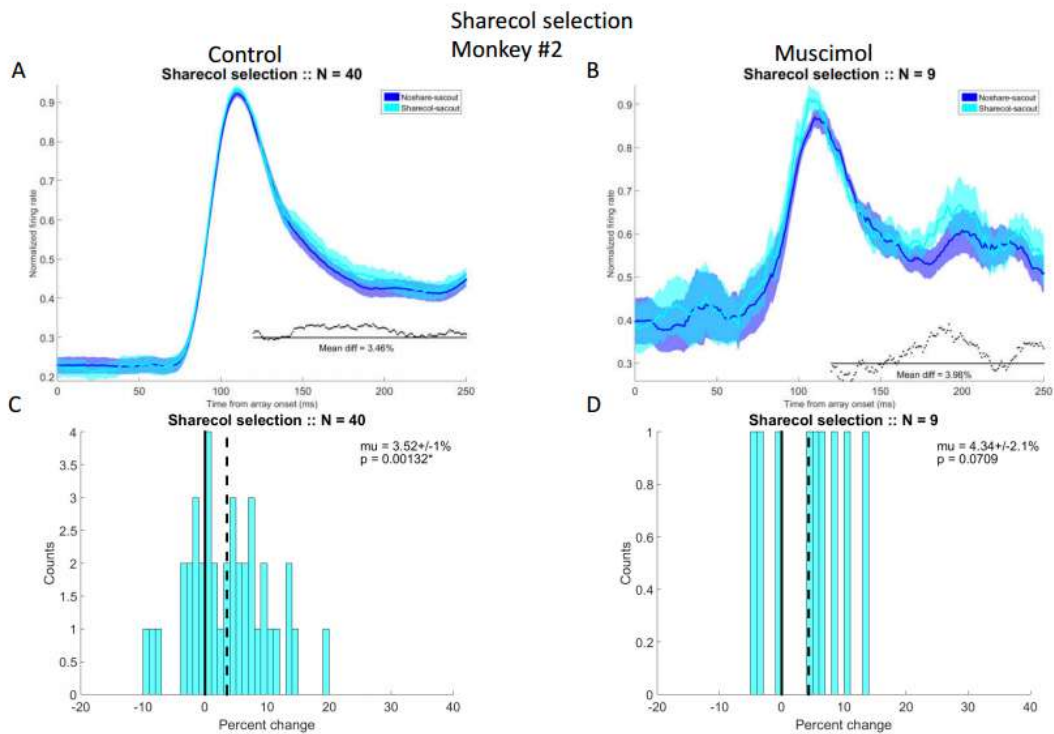 Sharecol selection
Monkey #2
Control
Muscimol
A
Sharecol selection :: N = 40
Noshare-sacout
Sharecol-sacout
Normalized firing rate
0.9
0.8
0.7
0.6
0.5
0.4
0.3
0.2
Mean diff = 3.46%
0
50
100
150
200
250
Time from array onset (ms)
B
Sharecol selection :: N = 9
Noshare-sacout
Sharecol-sacout
Normalized firing rate
0.9
0.8
0.7
0.6
0.5
0.4
0.3
Mean diff = 3.98%
0
50
100
150
200
250
Time from array onset (ms)
C
Sharecol selection :: N = 40
mu = 3.52+/-1%
p = 0.00132*
Counts
4
3.5
3
2.5
2
1.5
1
0.5
0
-20
-10
0
10
20
30
40
Percent change
D
Sharecol selection :: N = 9
mu = 4.34+/-2.1%
p = 0.0709
Counts
1
0.8
0.6
0.4
0.2
0
-20
-10
0
10
20
30
40
Percent change